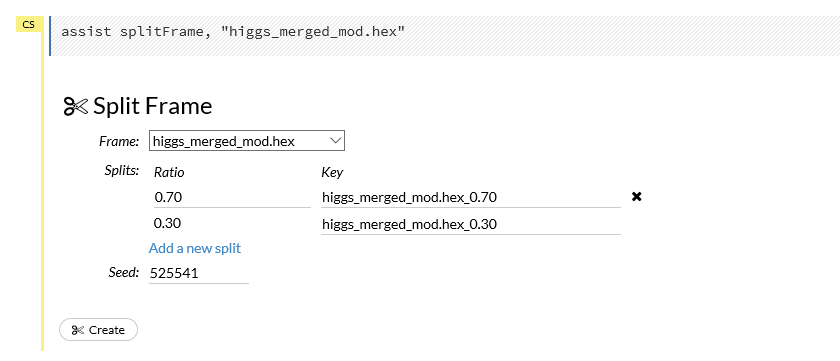 CS
assist splitFrame, "higgs_merged_mod.hex"
Split Frame
Frame: higgs_merged_mod.hex
Splits: Ratio Key
0.70 higgs_merged_mod.hex_0.70
0.30 higgs_merged_mod.hex_0.30
Add a new split
Seed: 525541
Create